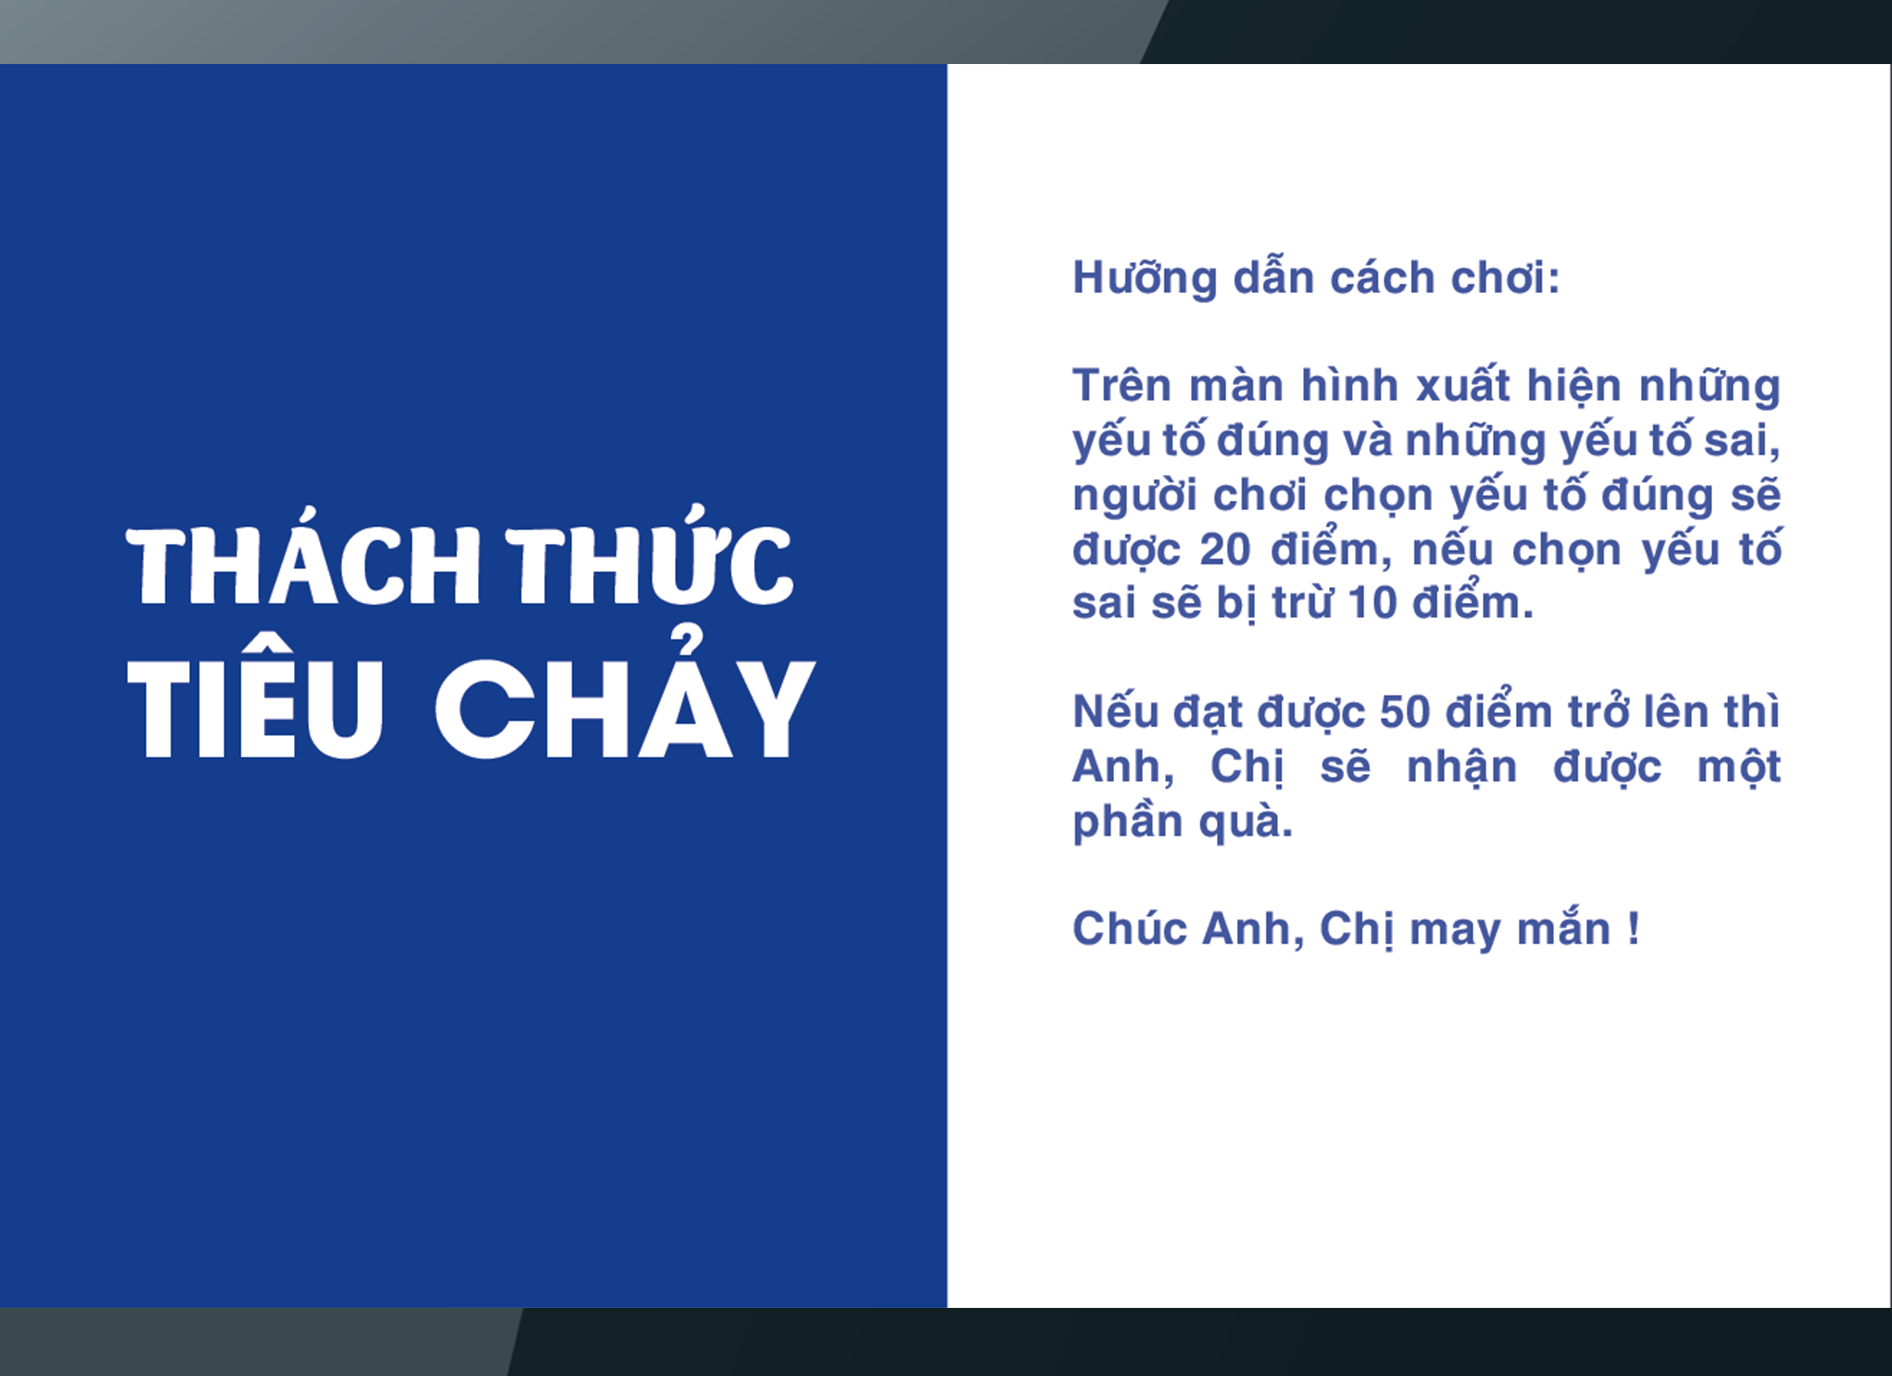 THÁCH THỨC
TIÊU CHẢY
Hưỡng dẫn cách chơi:
Trên màn hình xuất hiện những
yếu tố đúng và những yếu tố sai,
người chơi chọn yếu tố đúng sẽ
được 20 điểm, nếu chọn yếu tố
sai sẽ bị trừ 10 điểm.
Nếu đạt được 50 điểm trở lên thì
Anh, Chị sẽ nhận được một
phần quà.
Chúc Anh, Chị may mắn !